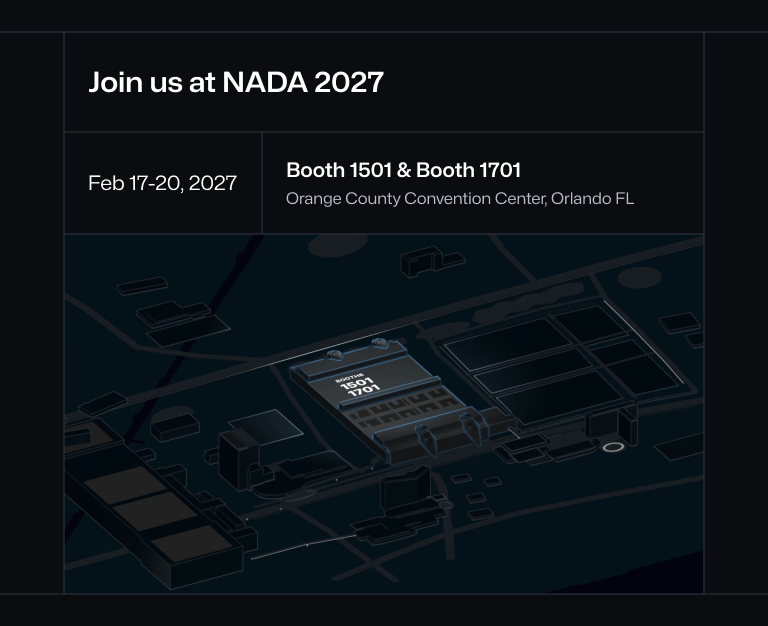 Join us at NADA 2027
Feb 17-20, 2027
Booth 1501 & Booth 1701
Orange County Convention Center, Orlando FL
BOOTHS
1501
1701